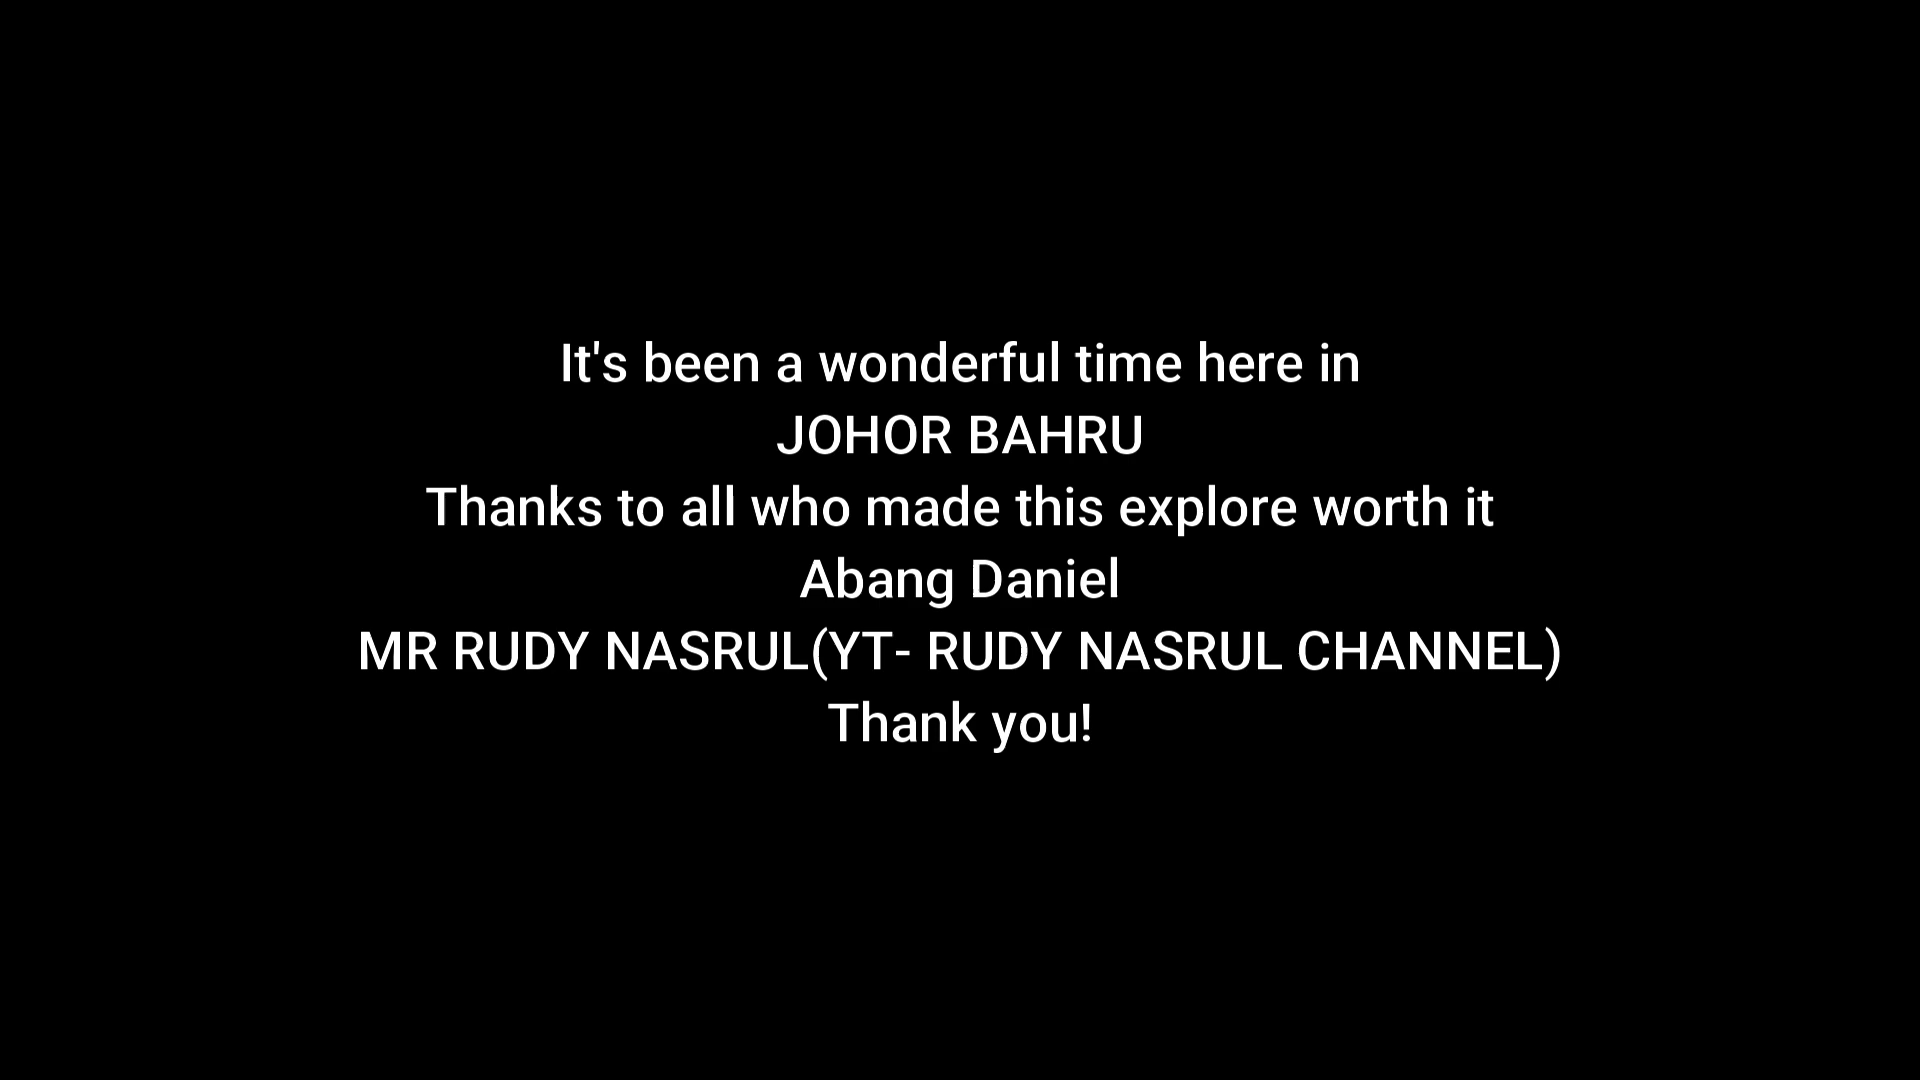 It's been a wonderful time here in
JOHOR BAHRU
Thanks to all who made this explore worth it
Abang Daniel
MR RUDY NASRUL(YT- RUDY NASRUL CHANNEL)
Thank you!